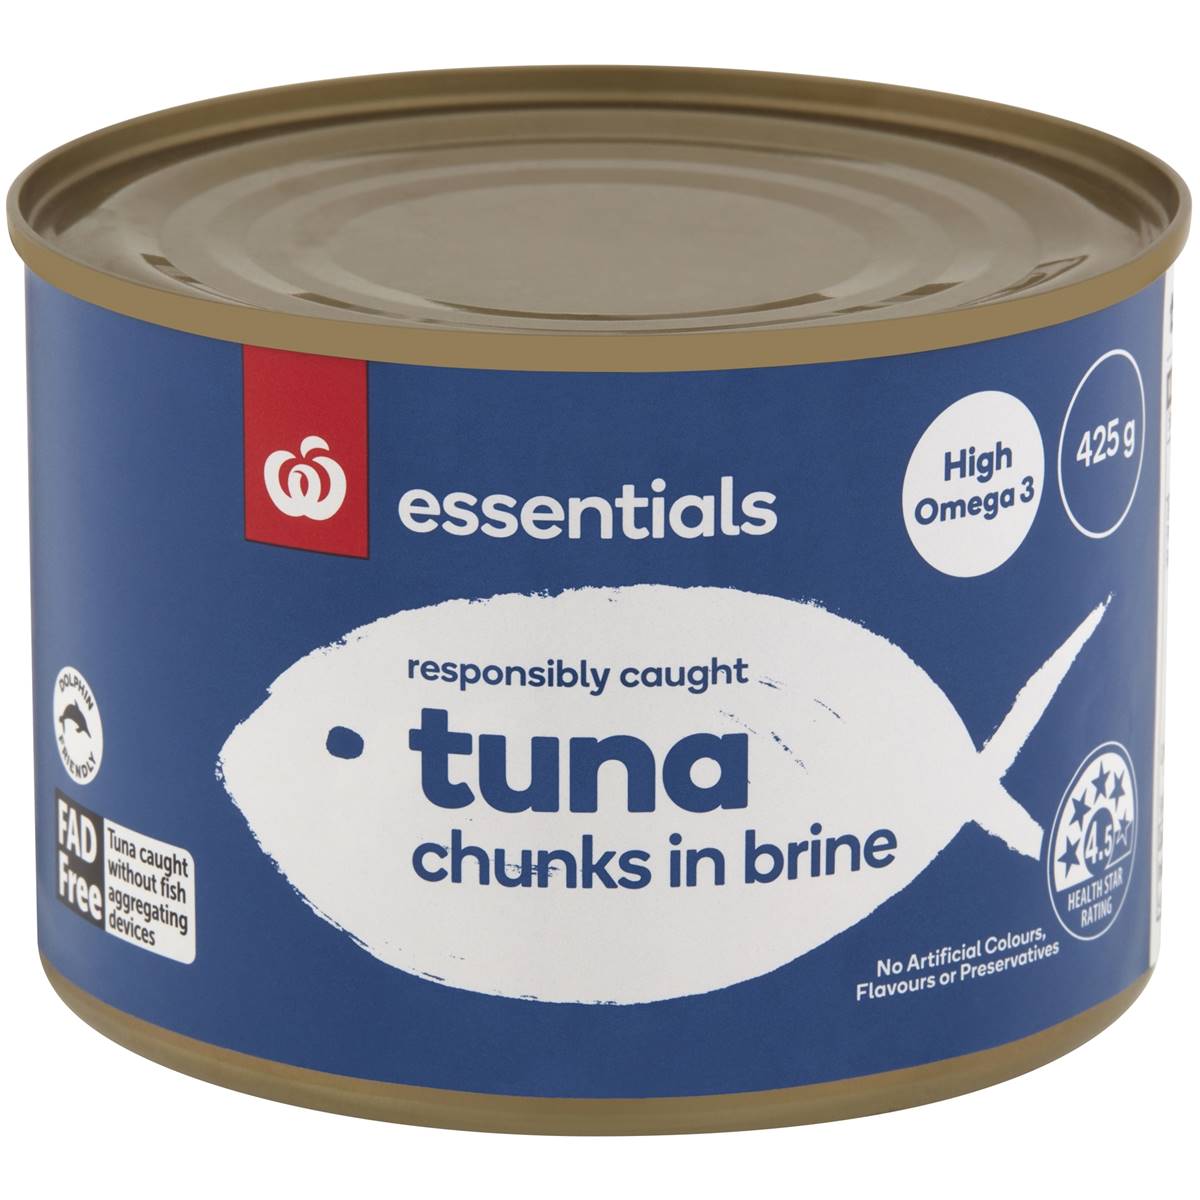 essentials
High
Omega 3
425 g
responsibly caught
tuna
chunks in brine
DOLPHIN
FRIENDLY
FAD
Free
Tuna caught
without fish
aggregating
devices
4.5
HEALTH STAR
RATING
No Artificial Colours,
Flavours or Preservatives